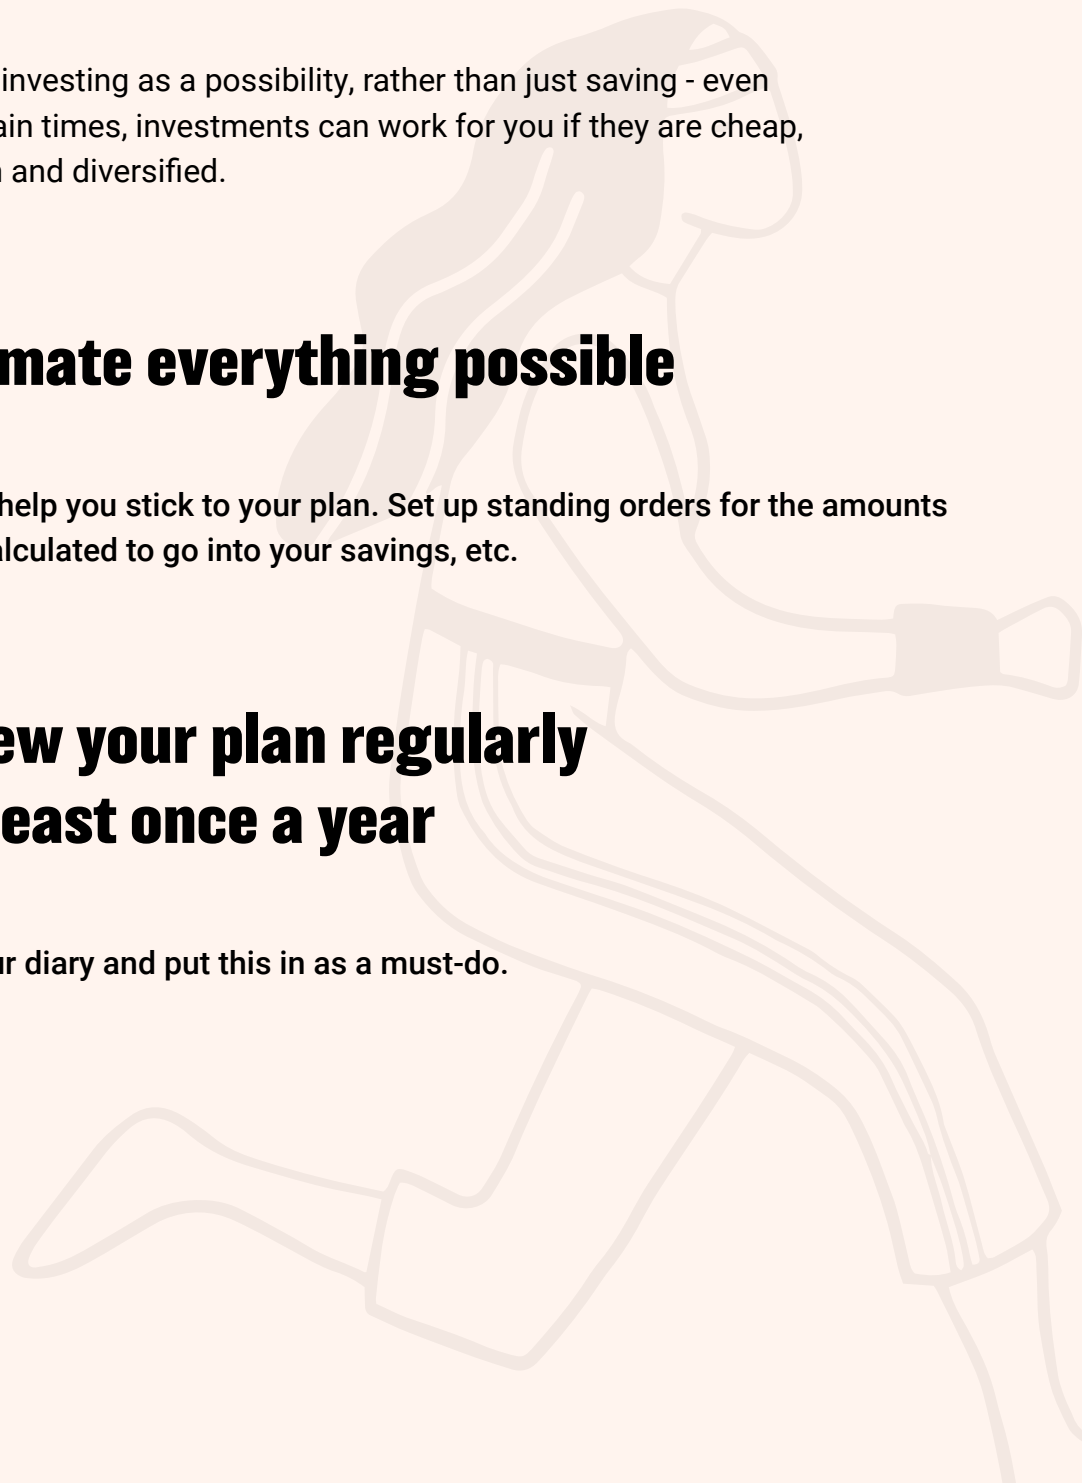 investing as a possibility, rather than just saving - even
ain times, investments can work for you if they are cheap,
and diversified.
mate everything possible
help you stick to your plan. Set up standing orders for the amounts
alculated to go into your savings, etc.
ew your plan regularly
east once a year
ur diary and put this in as a must-do.